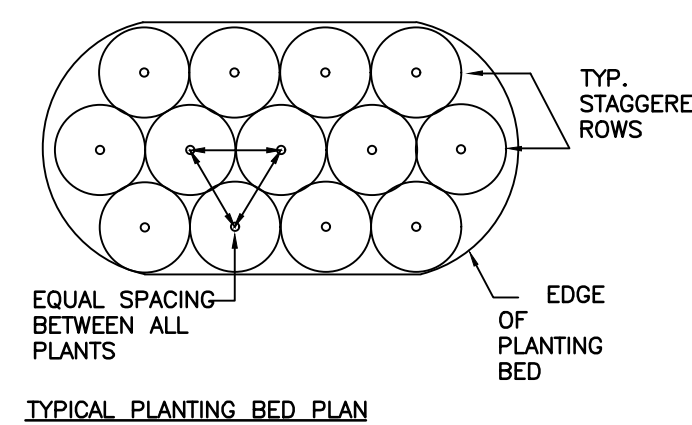 TYP.
STAGGERE
ROWS
EQUAL SPACING
BETWEEN ALL
PLANTS
EDGE
OF
PLANTING
BED
TYPICAL PLANTING BED PLAN